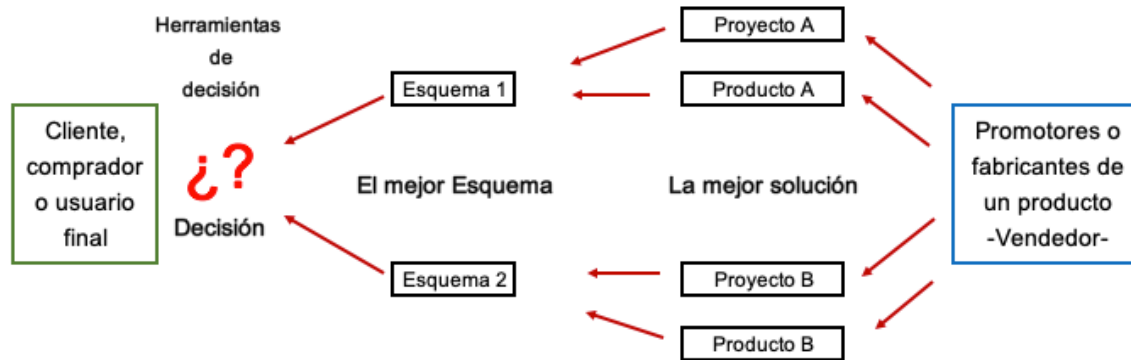 Herramientas
de
decisión
Cliente,
comprador
o usuario
final
¿?
Decisión
Esquema 1
El mejor Esquema
Esquema 2
Proyecto A
Producto A
La mejor solución
Proyecto B
Producto B
Promotores o
fabricantes de
un producto
-Vendedor-